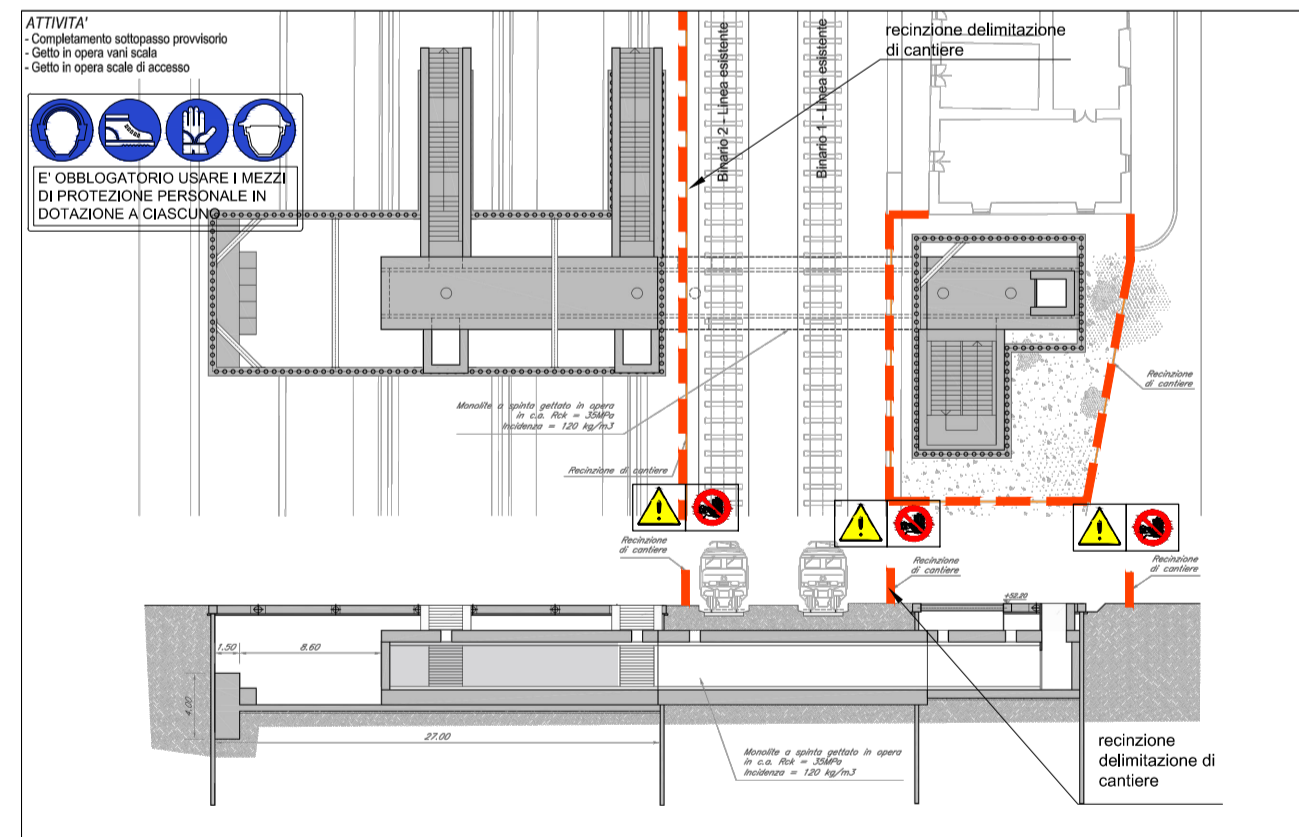 ATTIVITA'
- Completamento sottopasso provvisorio
- Getto in opera vani scala
- Getto in opera scale di accesso
E' OBBLOGATORIO USARE I MEZZI
DI PROTEZIONE PERSONALE IN
DOTAZIONE A CIASCUNO
Binario 2 - Linea esistente
Binario 1 - Linea esistente
recinzione delimitazione
di cantiere
Recinzione
di cantiere
Monolite a spinta gettato in opera
in c.a. Rck = 35MPa
Incidenza = 120 kg/m3
Recinzione di cantiere
Recinzione
di cantiere
Recinzione
di cantiere
Recinzione
di cantiere
+52.20
1.50
8.60
4.00
27.00
Monolite a spinta gettato in opera
in c.a. Rck = 35MPa
Incidenza = 120 kg/m3
recinzione
delimitazione di
cantiere